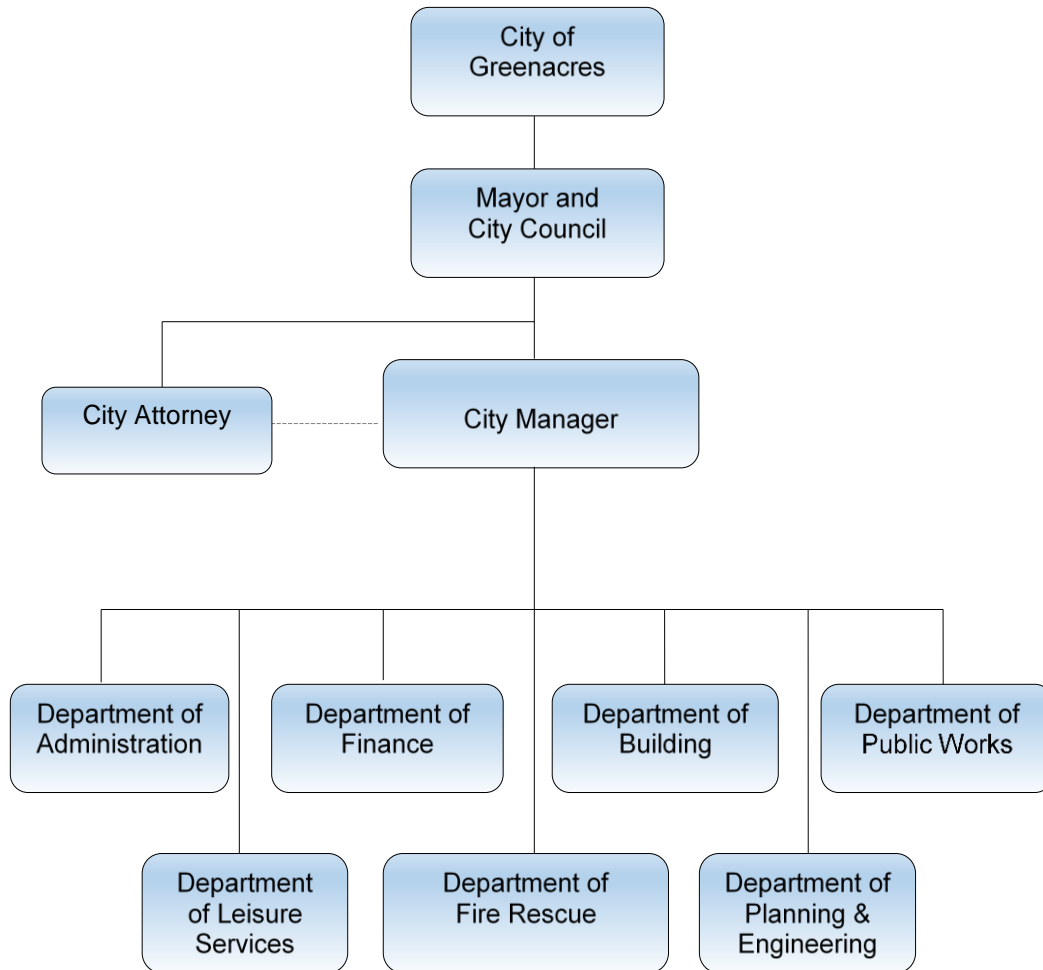 City of
Greenacres
Mayor and
City Council
City Attorney
City Manager
Department of
Administration
Department of
Finance
Department of
Building
Department of
Public Works
Department
of Leisure
Services
Department of
Fire Rescue
Department of
Planning &
Engineering